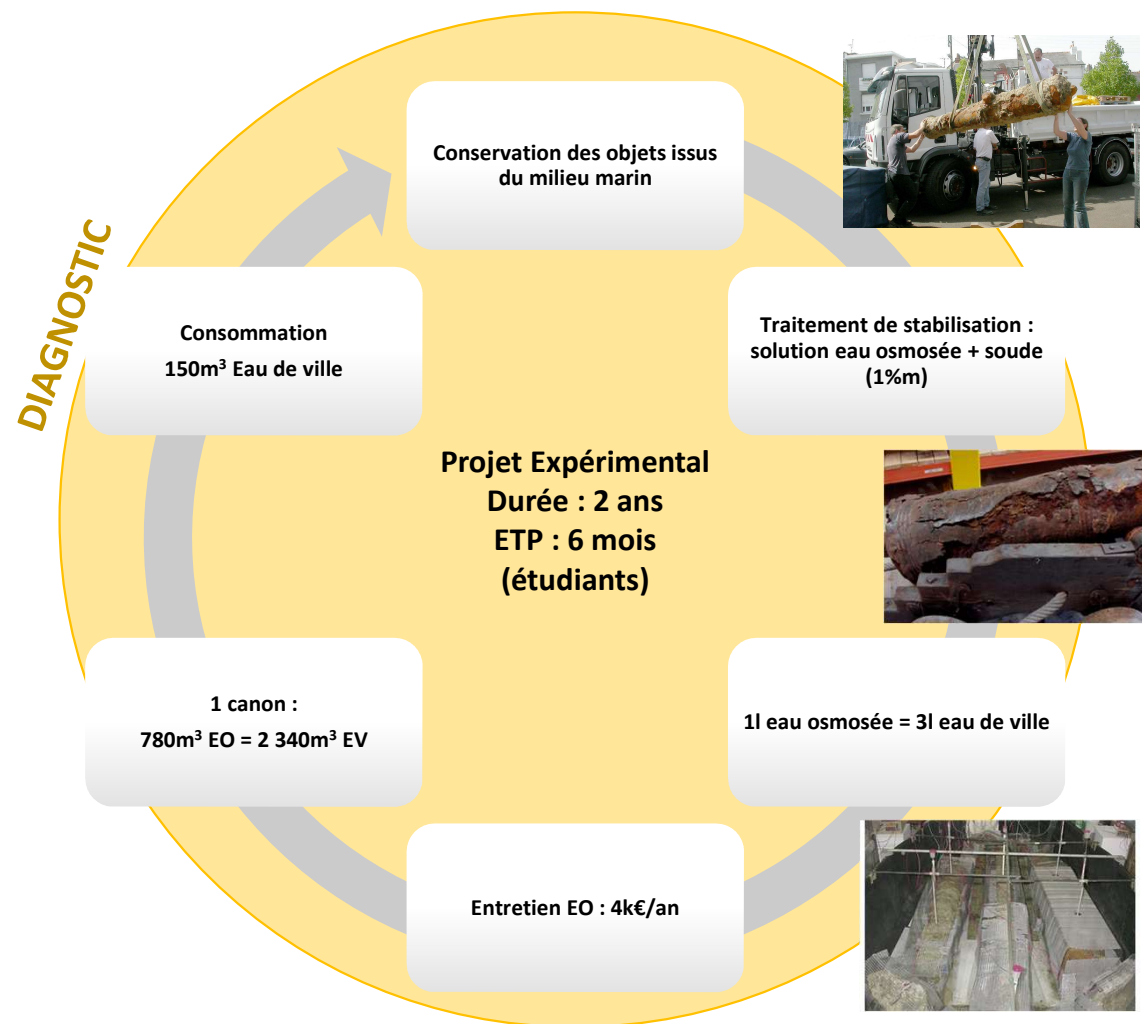 Conservation des objets issus
du milieu marin
DIAGNOSTIC
Consommation
150m³ Eau de ville
Traitement de stabilisation :
solution eau osmosée + soude
(1%m)
Projet Expérimental
Durée : 2 ans
ETP : 6 mois
(étudiants)
1 canon :
780m³ EO = 2 340m³ EV
1l eau osmosée = 3l eau de ville
Entretien EO : 4k€/an